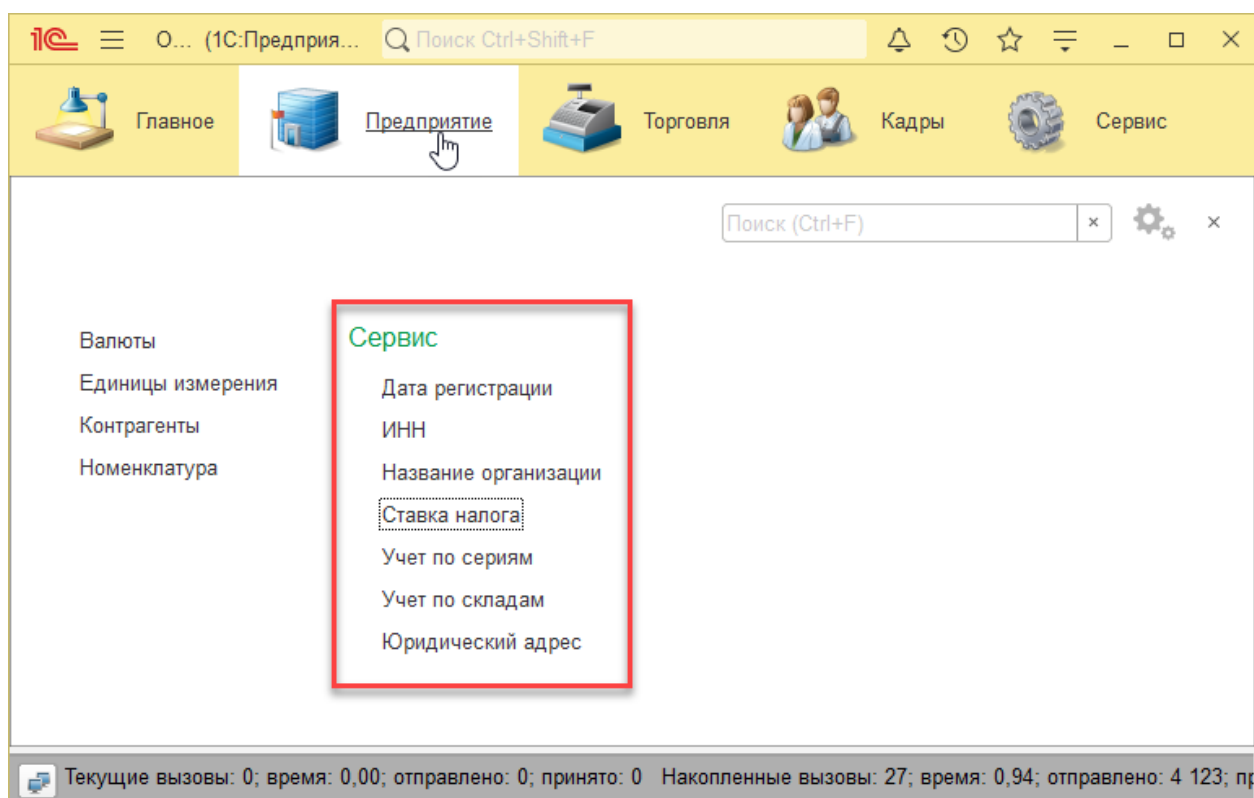 1С О... (1С:Предприя... Поиск Ctrl+Shift+F
Главное Предприятие Торговля Кадры Сервис
Поиск (Ctrl+F)
Валюты
Единицы измерения
Контрагенты
Номенклатура
Сервис
Дата регистрации
ИНН
Название организации
Ставка налога
Учет по сериям
Учет по складам
Юридический адрес
Текущие вызовы: 0; время: 0,00; отправлено: 0; принято: 0 Накопленные вызовы: 27; время: 0,94; отправлено: 4 123; пр